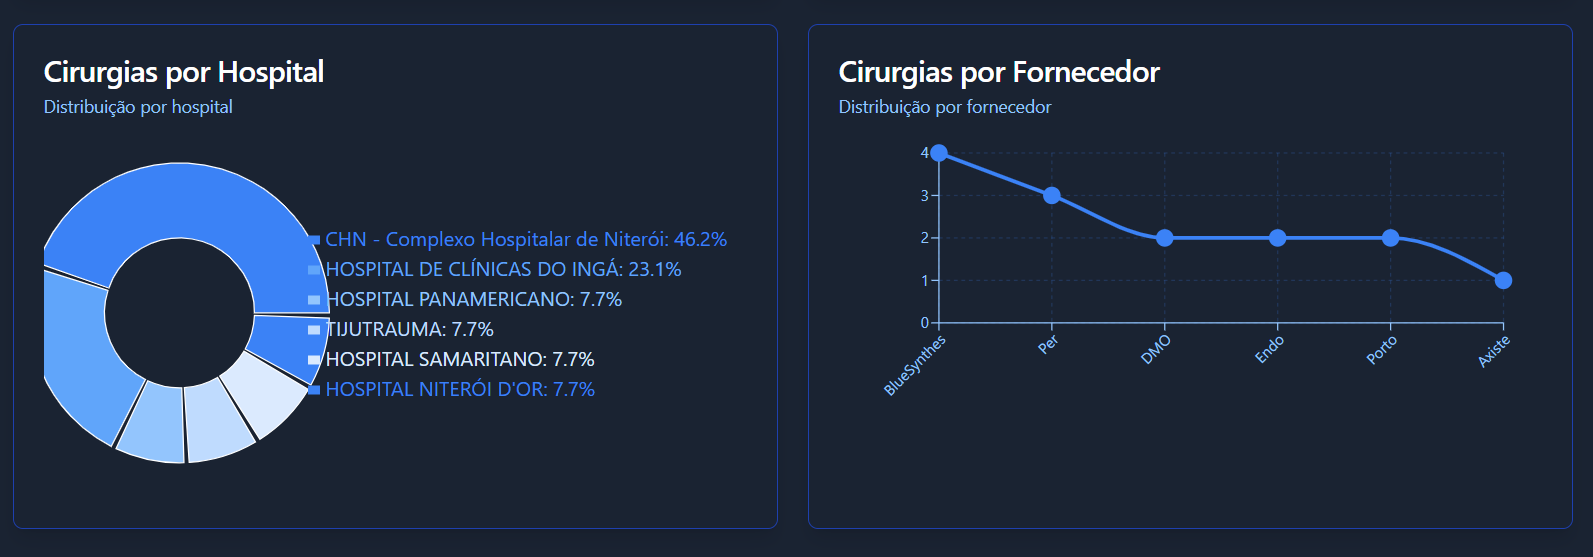 Cirurgias por Hospital
Distribuição por hospital
CHN - Complexo Hospitalar de Niterói: 46.2%
HOSPITAL DE CLÍNICAS DO INGÁ: 23.1%
HOSPITAL PANAMERICANO: 7.7%
TIJUTRAUMA: 7.7%
HOSPITAL SAMARITANO: 7.7%
HOSPITAL NITERÓI D'OR: 7.7%
Cirurgias por Fornecedor
Distribuição por fornecedor
4
3
2
1
0
BlueSynthes
Per
DMO
Endo
Porto
Axiste